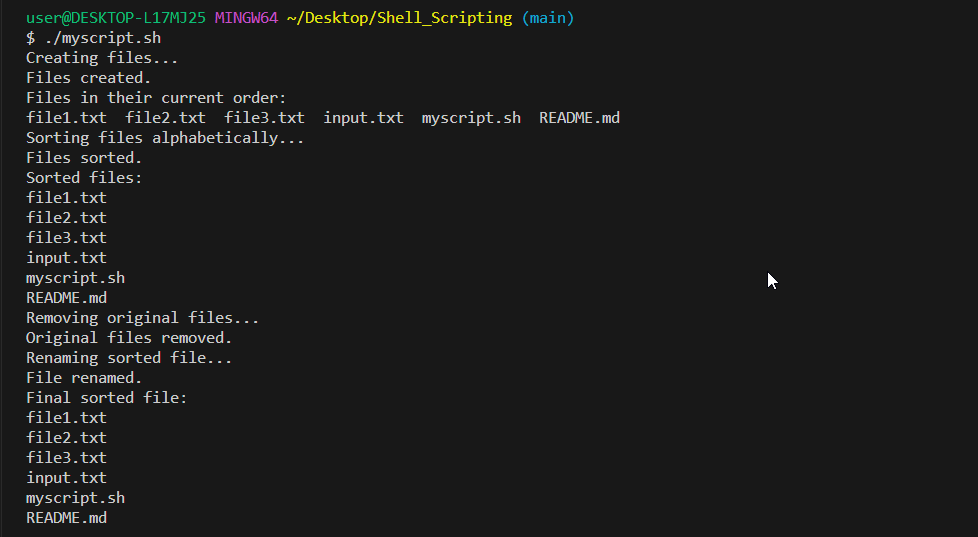 user@DESKTOP-L17MJ25 MINGW64 ~/Desktop/Shell_Scripting (main)
$ ./myscript.sh
Creating files...
Files created.
Files in their current order:
file1.txt  file2.txt  file3.txt  input.txt  myscript.sh  README.md
Sorting files alphabetically...
Files sorted.
Sorted files:
file1.txt
file2.txt
file3.txt
input.txt
myscript.sh
README.md
Removing original files...
Original files removed.
Renaming sorted file...
File renamed.
Final sorted file:
file1.txt
file2.txt
file3.txt
input.txt
myscript.sh
README.md